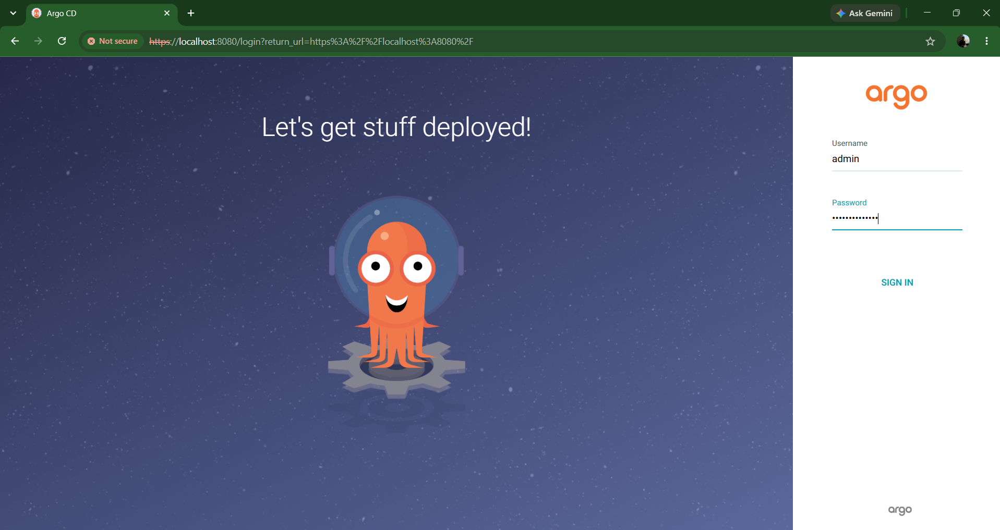 Argo CD
Ask Gemini
Not secure
https://localhost:8080/login?return_url=https%3A%2F%2Flocalhost%3A8080%2F
Let's get stuff deployed!
argo
Username
admin
Password
••••••••••••••
SIGN IN
argo